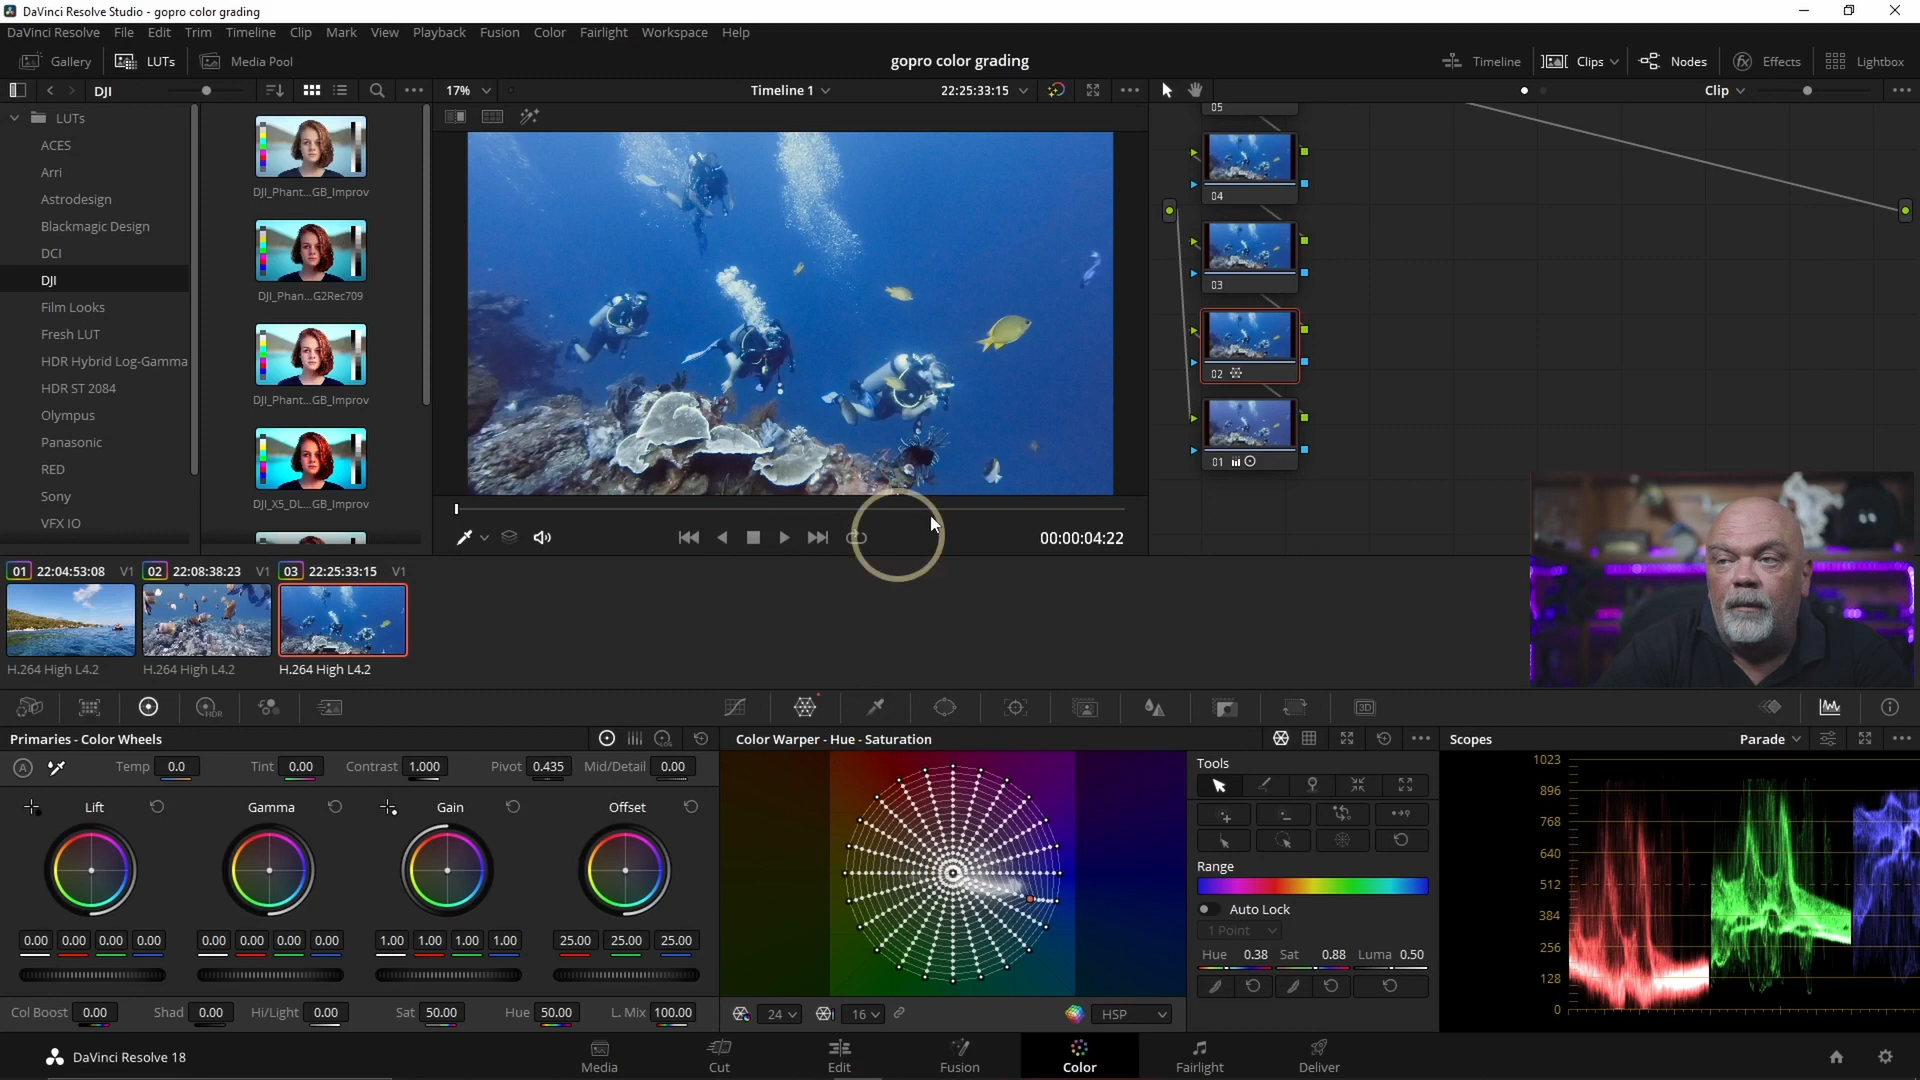 DaVinci Resolve Studio - gopro color grading
DaVinci Resolve File Edit Trim Timeline Clip Mark View Playback Fusion Color Fairlight Workspace Help
Gallery LUTs Media Pool gopro color grading Timeline Clips Nodes Effects Lightbox
DJI 17% Timeline 1 22:25:33:15 Clip
LUTs
ACES
Arri
Astrodesign
Blackmagic Design
DCI
DJI
Film Looks
Fresh LUT
HDR Hybrid Log-Gamma
HDR ST 2084
Olympus
Panasonic
RED
Sony
VFX IO
DJI_Phant...GB_Improv
DJI_Phan...G2Rec709
DJI_Phant...GB_Improv
DJI_X5_DL...GB_Improv
00:00:04:22
05
04
03
02
01
01 22:04:53:08 V1 02 22:08:38:23 V1 03 22:25:33:15 V1
H.264 High L4.2 H.264 High L4.2 H.264 High L4.2
HDR 3D
Primaries - Color Wheels
Temp 0.0 Tint 0.00 Contrast 1.000 Pivot 0.435 Mid/Detail 0.00
Lift Gamma Gain Offset
0.00 0.00 0.00 0.00 0.00 0.00 0.00 0.00 1.00 1.00 1.00 1.00 25.00 25.00 25.00
Col Boost 0.00 Shad 0.00 Hi/Light 0.00 Sat 50.00 Hue 50.00 L. Mix 100.00
Color Warper - Hue - Saturation
24 16 HSP
Tools
Range
Auto Lock
1 Point
Hue 0.38 Sat 0.88 Luma 0.50
Scopes Parade
1023
896
768
640
512
384
256
128
0
DaVinci Resolve 18 Media Cut Edit Fusion Color Fairlight Deliver